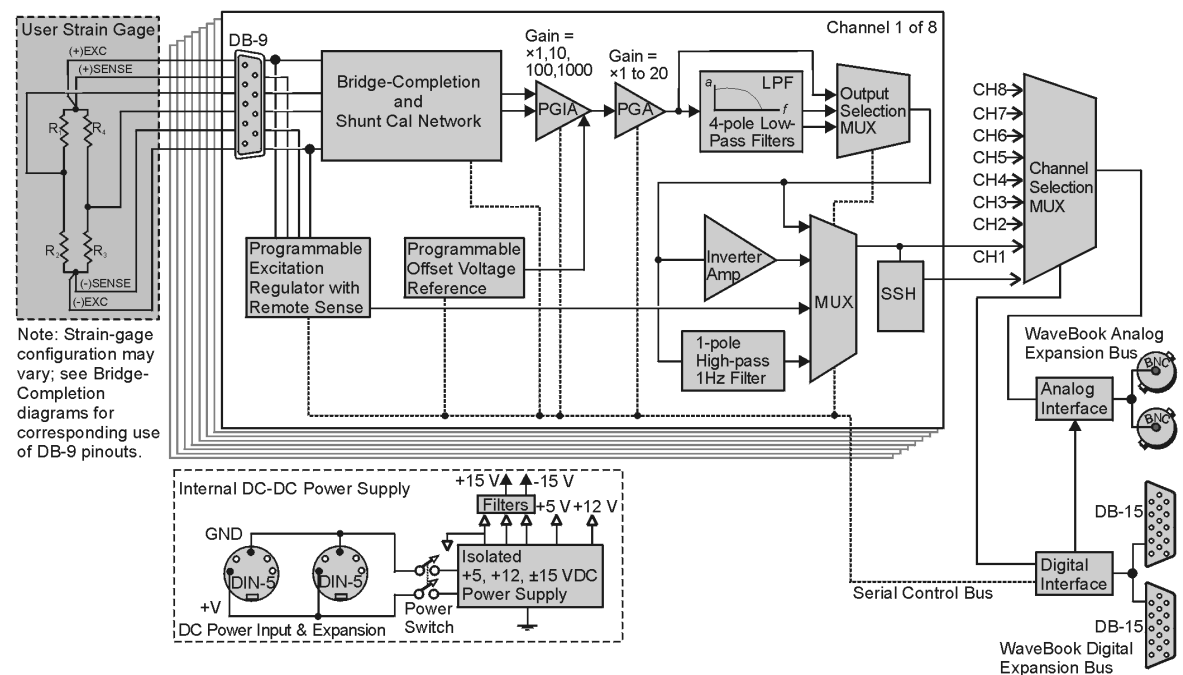 User Strain Gage
(+)EXC
(+)SENSE
R1
R4
R2
R3
(-)SENSE
(-)EXC
Note: Strain-gage
configuration may
vary; see Bridge-
Completion
diagrams for
corresponding use
of DB-9 pinouts.
DB-9
Channel 1 of 8
Bridge-Completion
and
Shunt Cal Network
Gain =
×1,10,
100,1000
PGIA
Gain =
×1 to 20
PGA
LPF
a
f
4-pole Low-
Pass Filters
Output
Selection
MUX
Programmable
Excitation
Regulator with
Remote Sense
Programmable
Offset Voltage
Reference
Inverter
Amp
1-pole
High-pass
1Hz Filter
MUX
SSH
CH8
CH7
CH6
CH5
CH4
CH3
CH2
CH1
Channel
Selection
MUX
WaveBook Analog
Expansion Bus
Analog
Interface
BNC
BNC
DB-15
Digital
Interface
DB-15
WaveBook Digital
Expansion Bus
Serial Control Bus
Internal DC-DC Power Supply
+15 V
-15 V
Filters
+5 V
+12 V
GND
DIN-5
DIN-5
+V
DC Power Input & Expansion
Power
Switch
Isolated
+5, +12, ±15 VDC
Power Supply